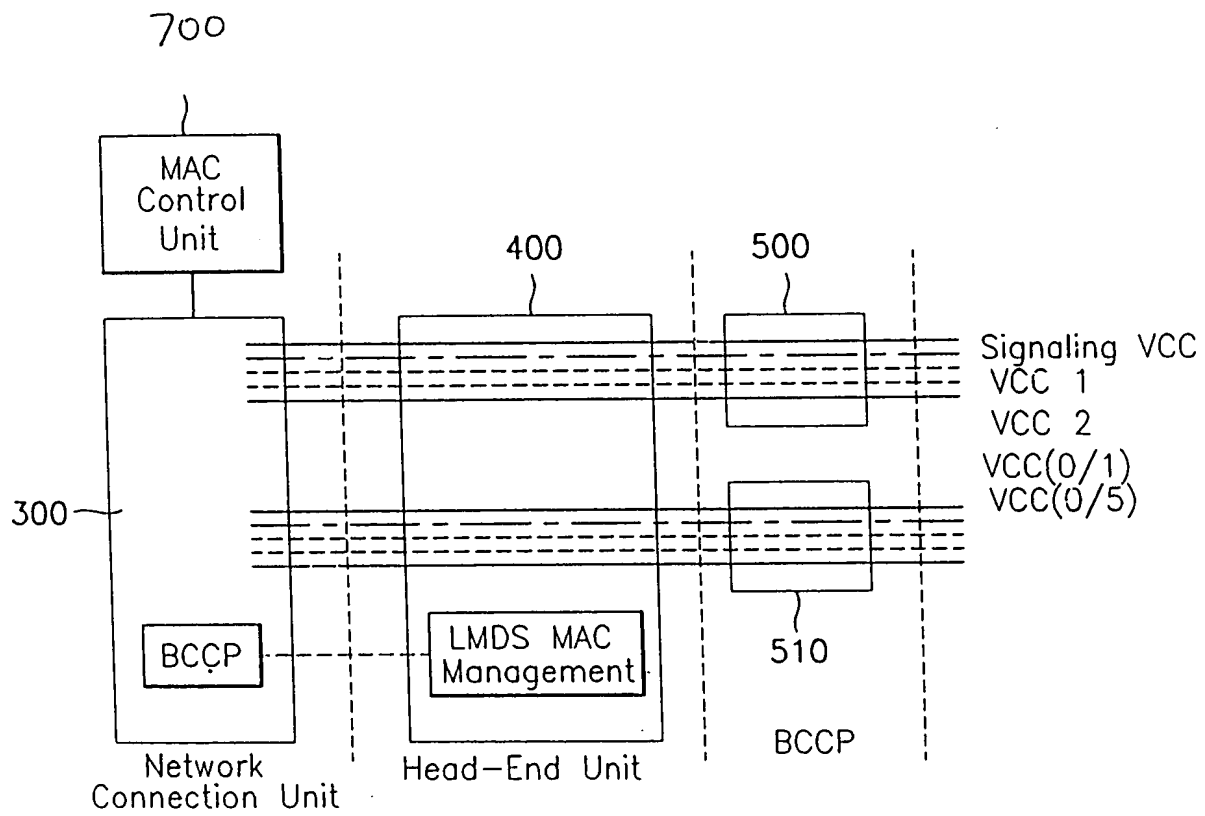 700
MAC
Control
Unit
400
500
Signaling VCC
VCC 1
VCC 2
VCC(0/1)
VCC(0/5)
300
510
BCCP
LMDS MAC
Management
BCCP
Network
Connection Unit
Head-End Unit